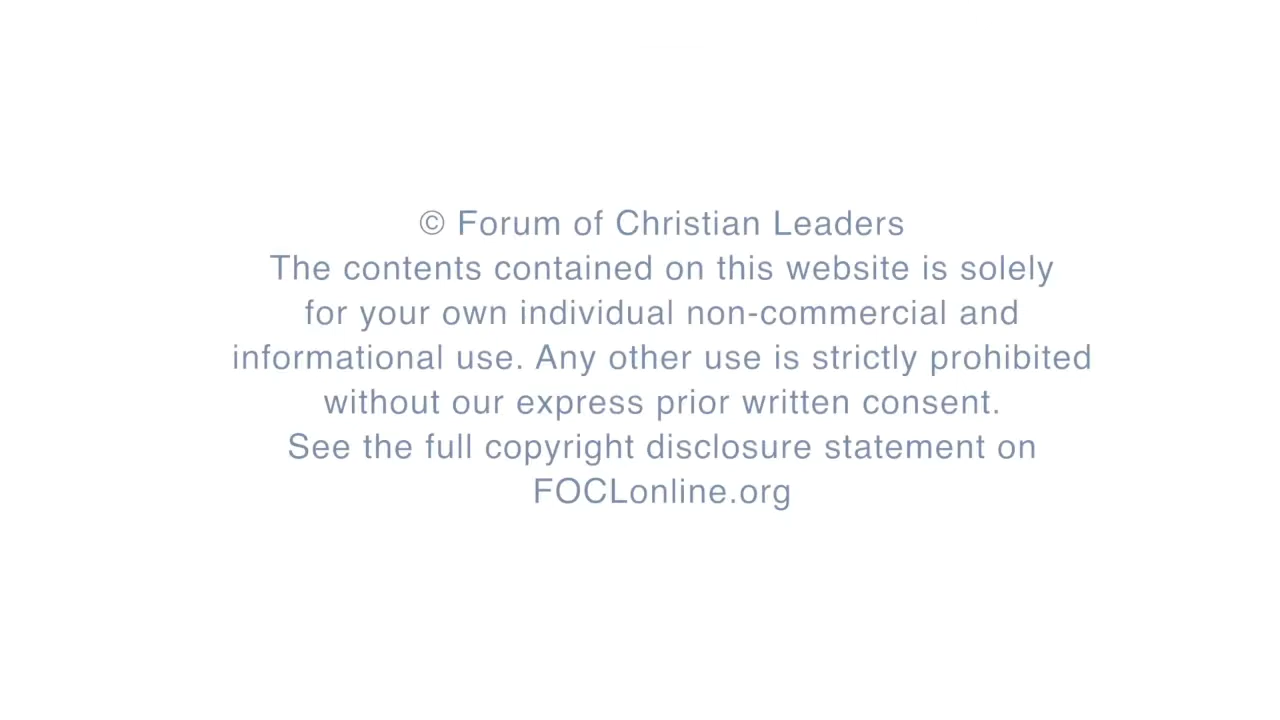 © Forum of Christian Leaders
The contents contained on this website is solely
for your own individual non-commercial and
informational use. Any other use is strictly prohibited
without our express prior written consent.
See the full copyright disclosure statement on
FOCLonline.org